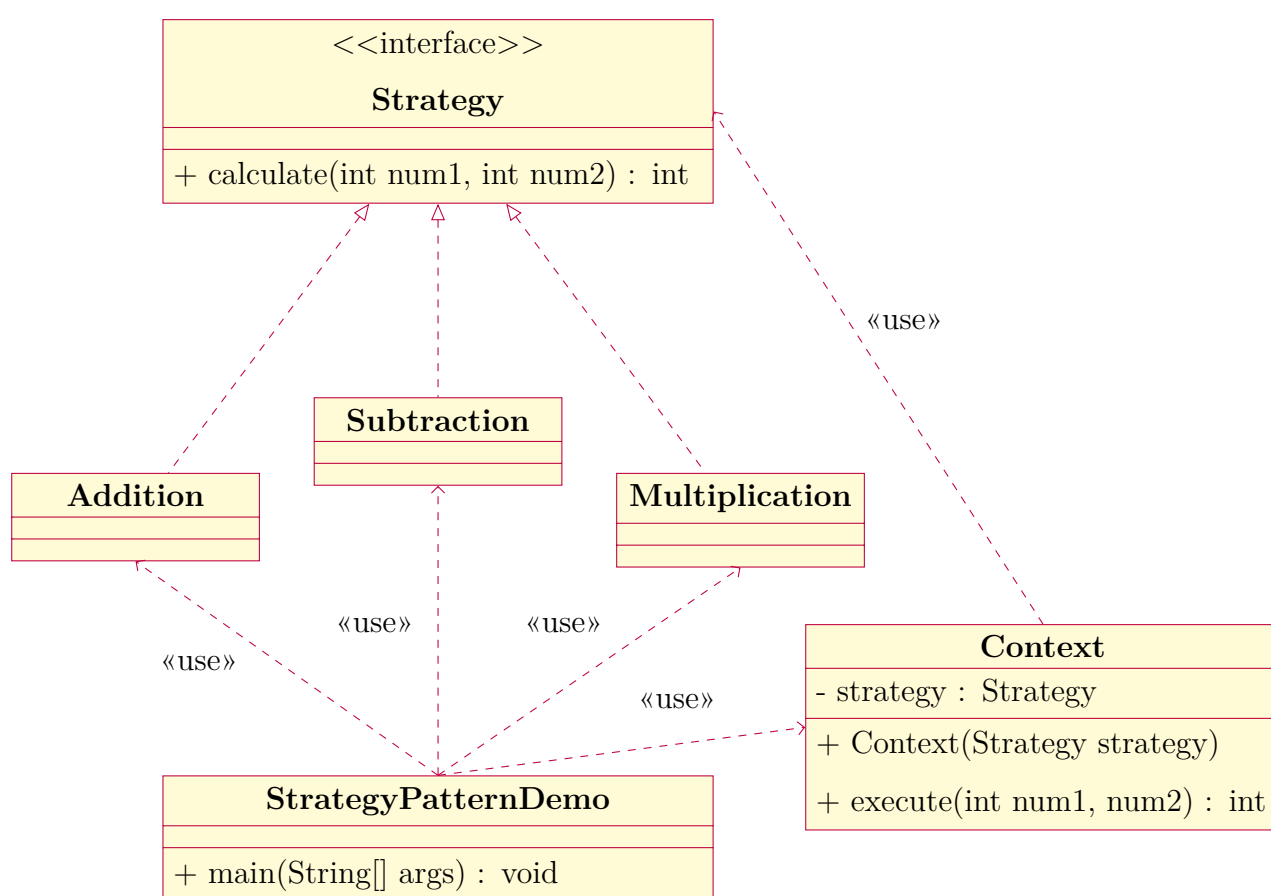 <<interface>>
Strategy
+ calculate(int num1, int num2) : int
«use»
Subtraction
Addition
Multiplication
«use»
«use»
«use»
«use»
Context
- strategy : Strategy
+ Context(Strategy strategy)
+ execute(int num1, num2) : int
StrategyPatternDemo
+ main(String[] args) : void